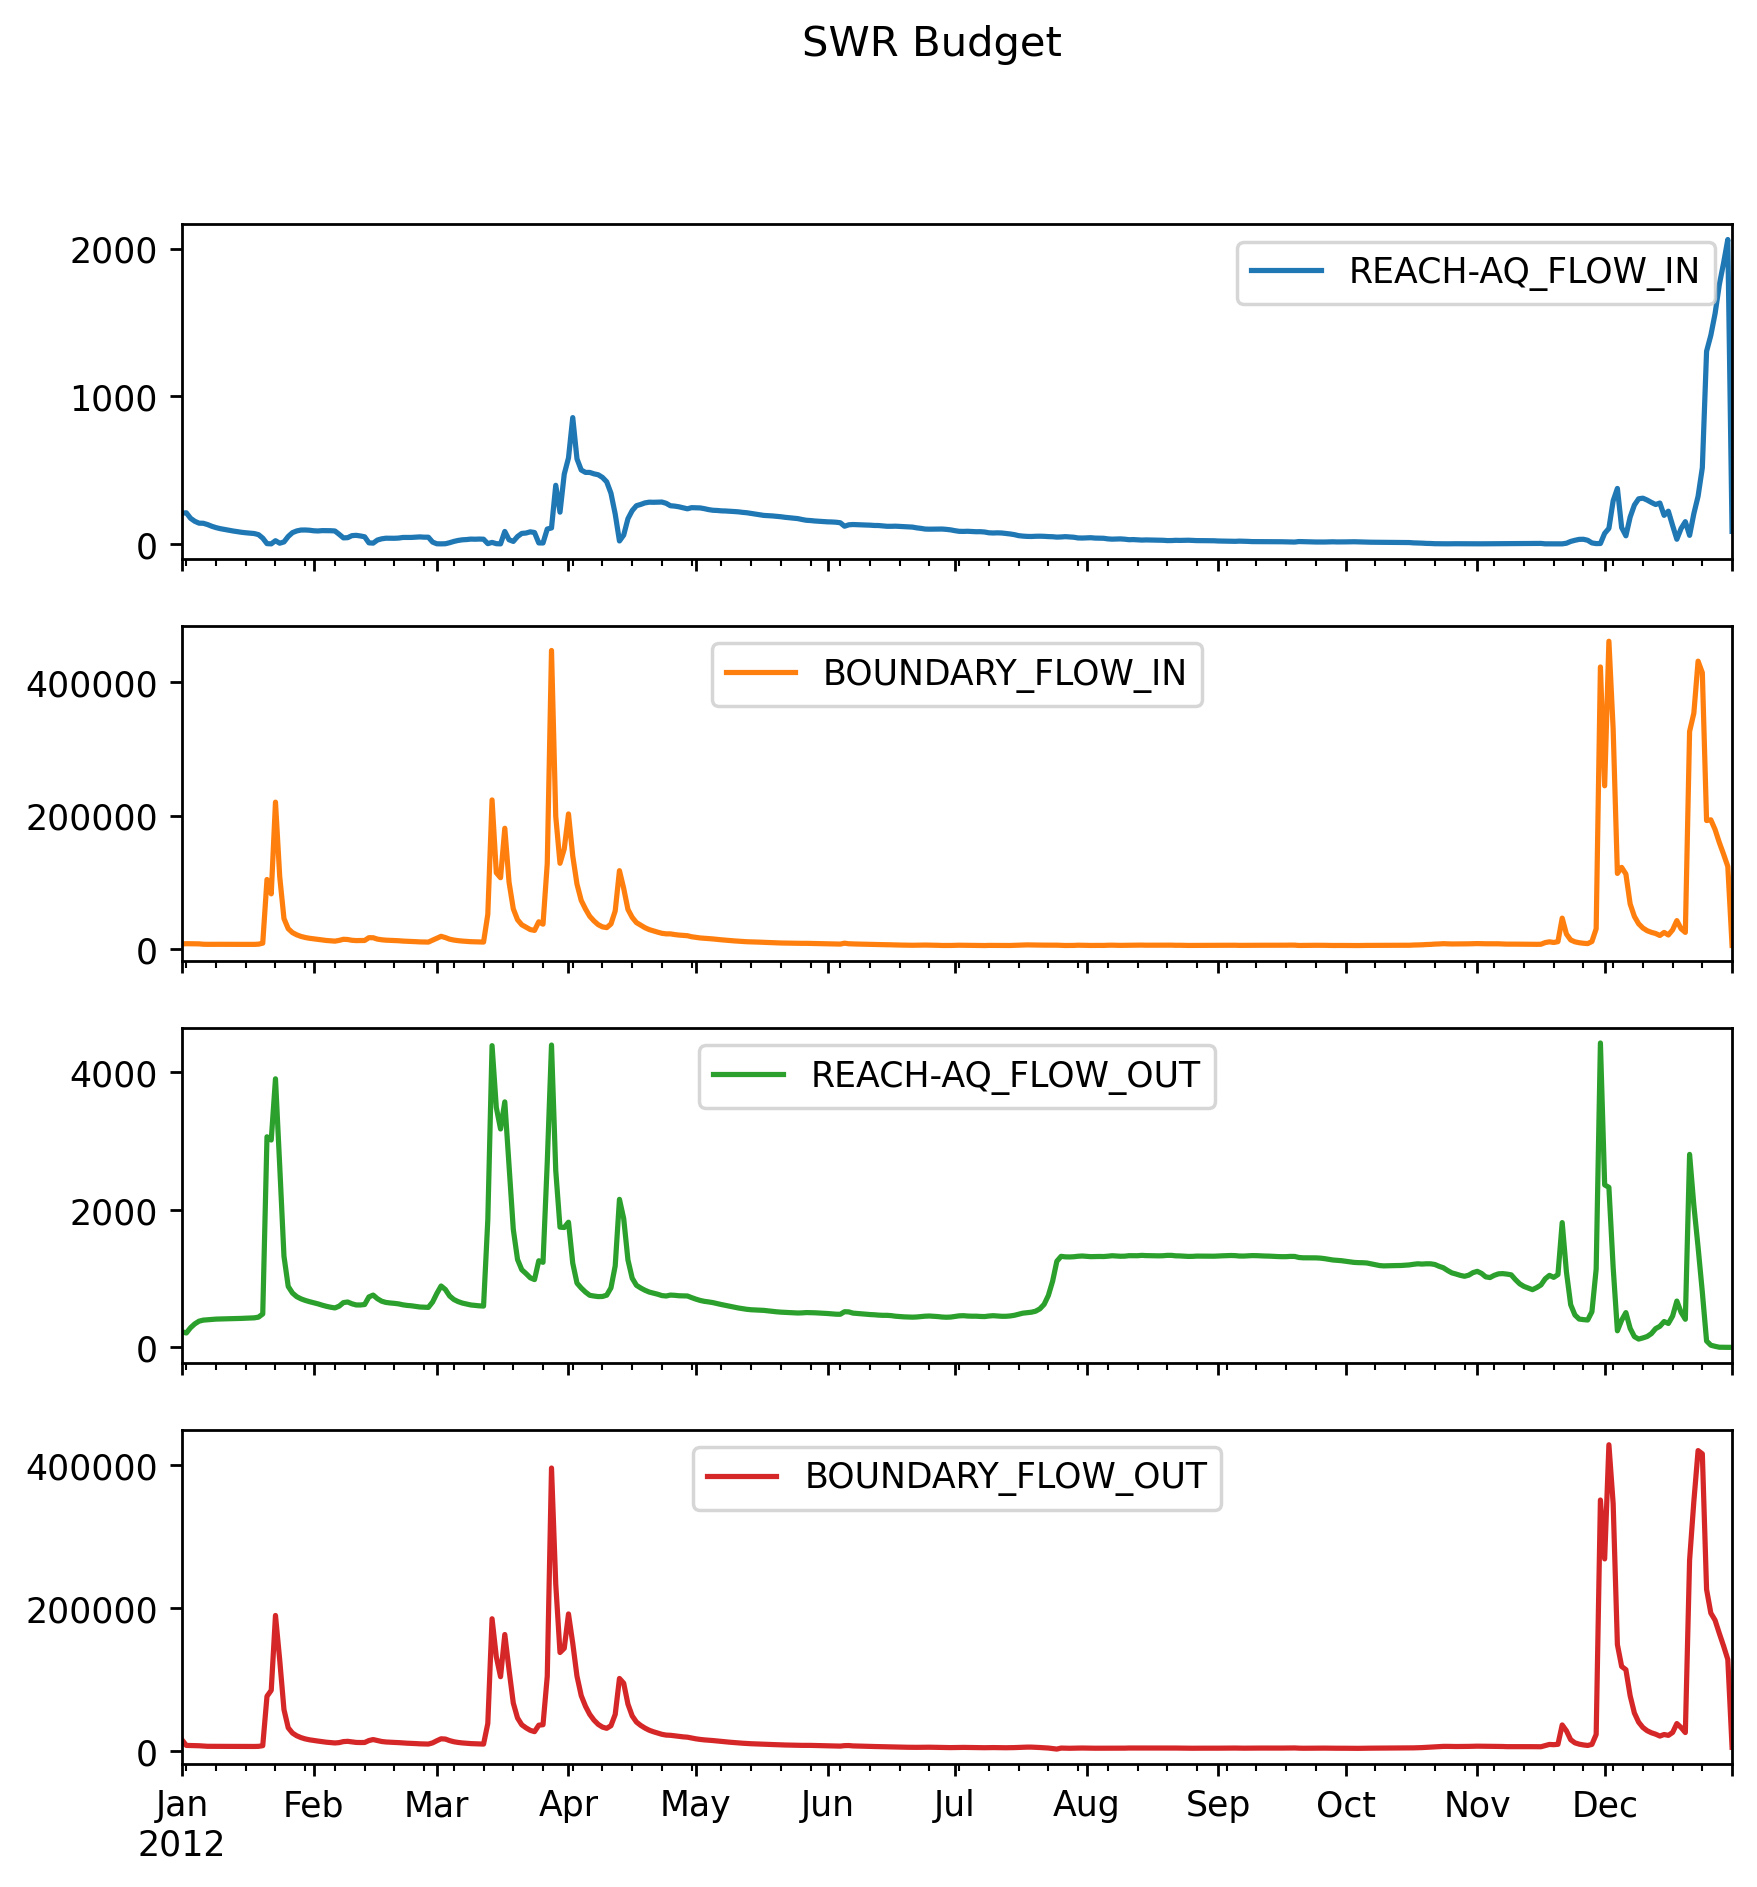 SWR Budget
2000
1000
0
REACH-AQ_FLOW_IN
400000
200000
0
BOUNDARY_FLOW_IN
4000
2000
0
REACH-AQ_FLOW_OUT
400000
200000
0
BOUNDARY_FLOW_OUT
Jan Feb Mar Apr May Jun Jul Aug Sep Oct Nov Dec
2012